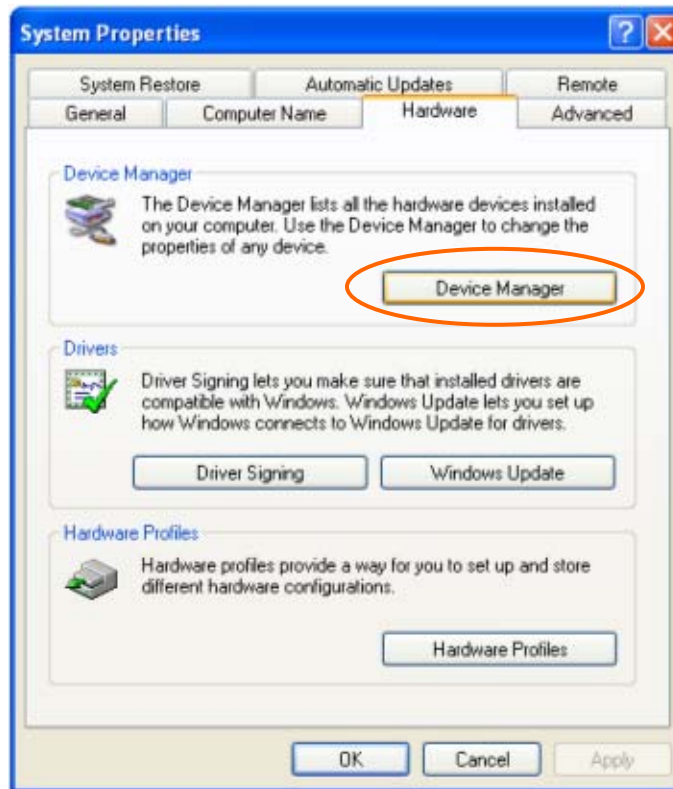 System Properties
System Restore Automatic Updates Remote
General Computer Name Hardware Advanced
Device Manager
The Device Manager lists all the hardware devices installed
on your computer. Use the Device Manager to change the
properties of any device.
Device Manager
Drivers
Driver Signing lets you make sure that installed drivers are
compatible with Windows. Windows Update lets you set up
how Windows connects to Windows Update for drivers.
Driver Signing Windows Update
Hardware Profiles
Hardware profiles provide a way for you to set up and store
different hardware configurations.
Hardware Profiles
OK Cancel Apply